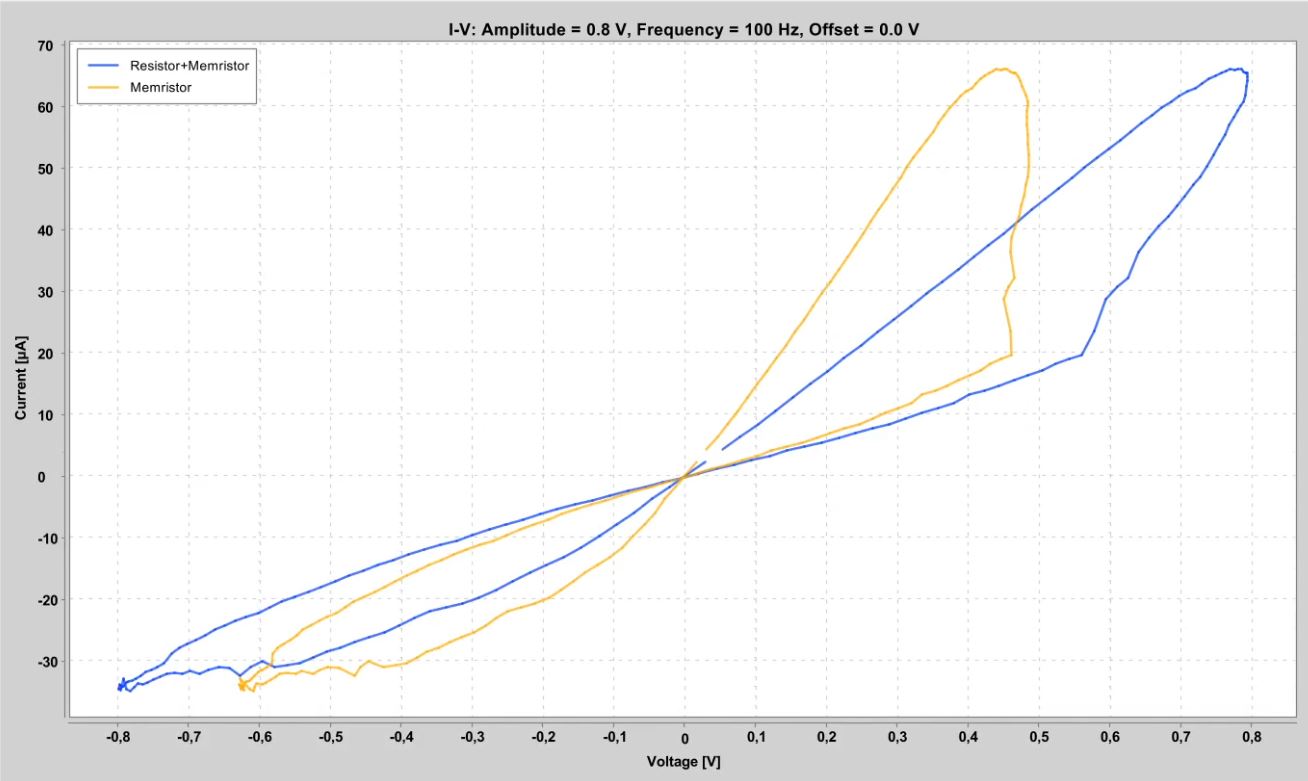 I-V: Amplitude = 0.8 V, Frequency = 100 Hz, Offset = 0.0 V
Resistor+Memristor
Memristor
70
60
50
40
30
20
10
0
-10
-20
-30
Current [µA]
-0,8 -0,7 -0,6 -0,5 -0,4 -0,3 -0,2 -0,1 0 0,1 0,2 0,3 0,4 0,5 0,6 0,7 0,8
Voltage [V]